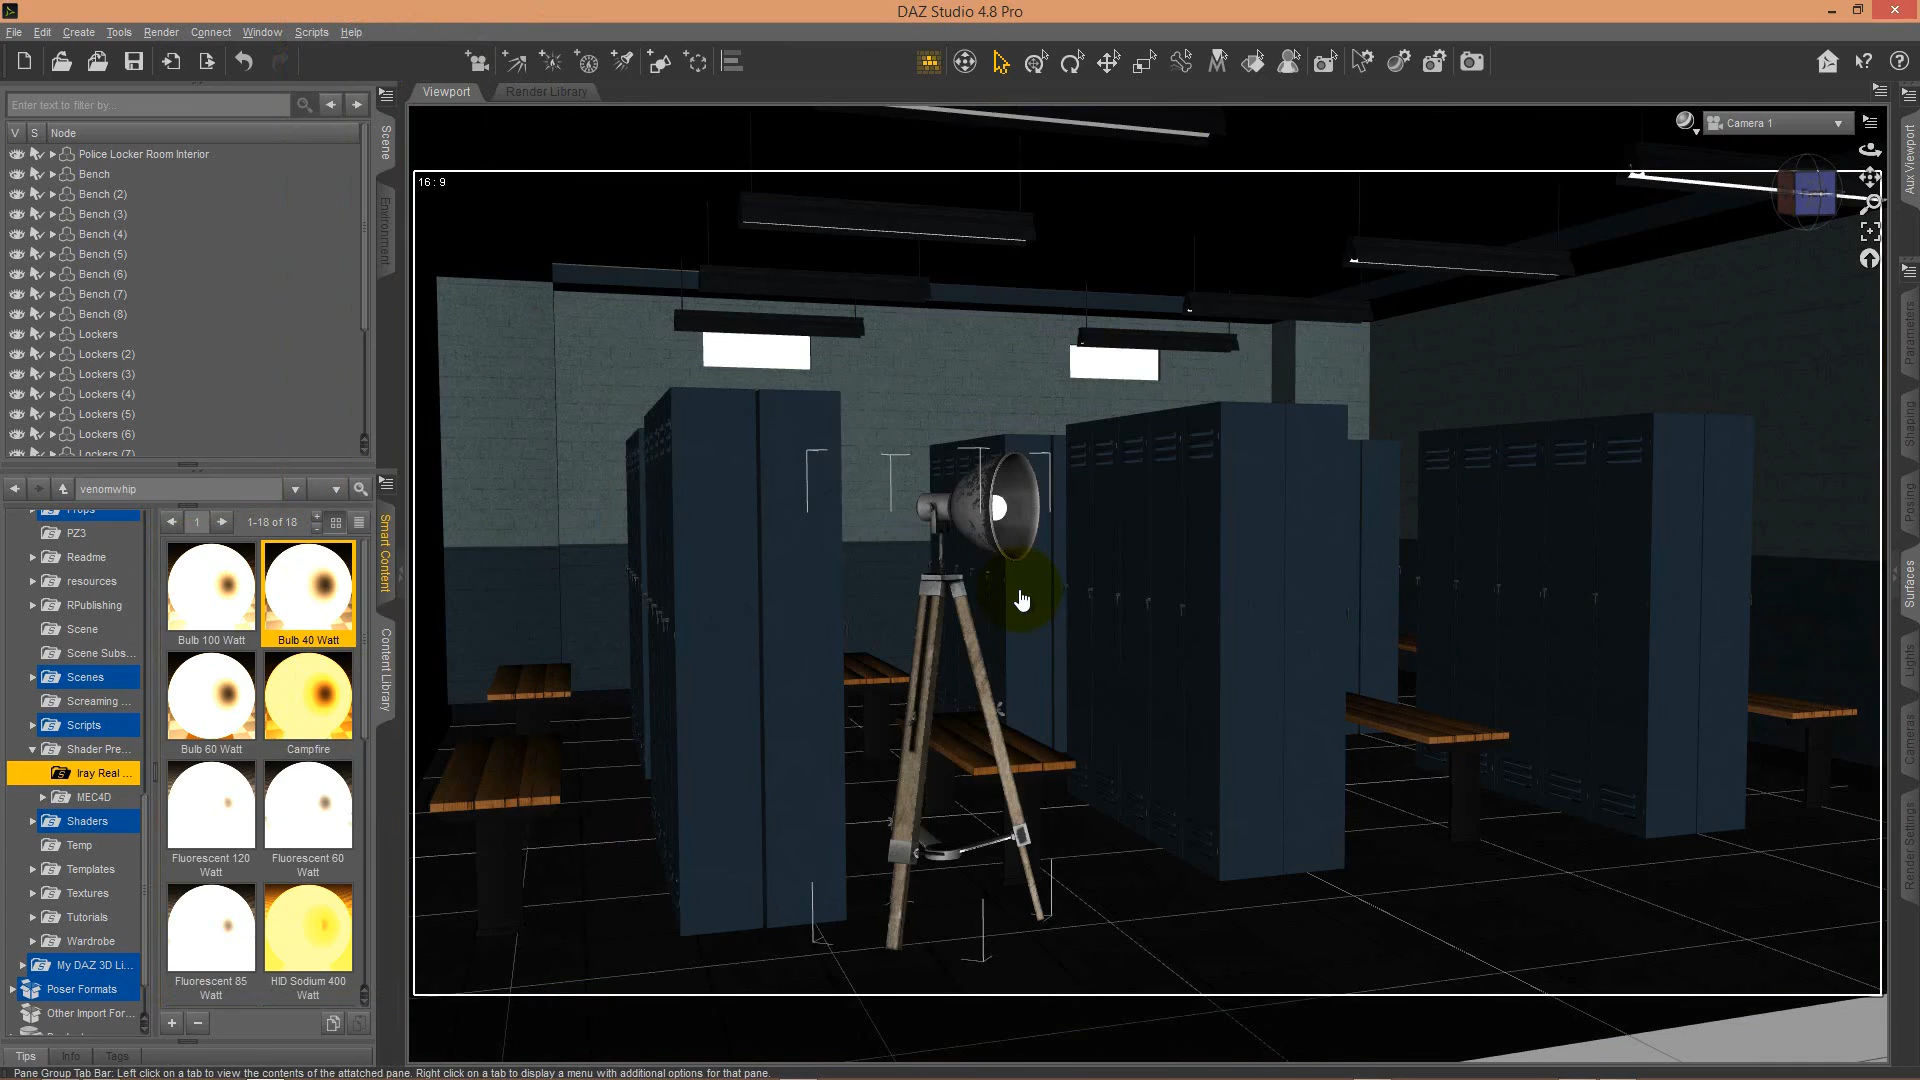 DAZ Studio 4.8 Pro
File Edit Create Tools Render Connect Window Scripts Help
Viewport
Render Library
Enter text to filter by...
V S Node
Police Locker Room Interior
Bench
Bench (2)
Bench (3)
Bench (4)
Bench (5)
Bench (6)
Bench (7)
Bench (8)
Lockers
Lockers (2)
Lockers (3)
Lockers (4)
Lockers (5)
Lockers (6)
Lockers (7)
Scene
Environment
16 : 9
Camera 1
Aux Viewport
Parameters
Shaping
Posing
Surfaces
Lights
Cameras
Render Settings
venomwhip
1
1-18 of 18
Smart Content
Content Library
Props
PZ3
Readme
resources
RPublishing
Scene
Scene Subs...
Scenes
Screaming ...
Scripts
Shader Pre...
Iray Real ...
MEC4D
Shaders
Temp
Templates
Textures
Tutorials
Wardrobe
My DAZ 3D Li...
Poser Formats
Other Import For...
Bulb 100 Watt
Bulb 40 Watt
Bulb 60 Watt
Campfire
Fluorescent 120 Watt
Fluorescent 60 Watt
Fluorescent 85 Watt
HID Sodium 400 Watt
Tips
Info
Tags
Pane Group Tab Bar: Left click on a tab to view the contents of the attatched pane. Right click on a tab to display a menu with additional options for that pane.